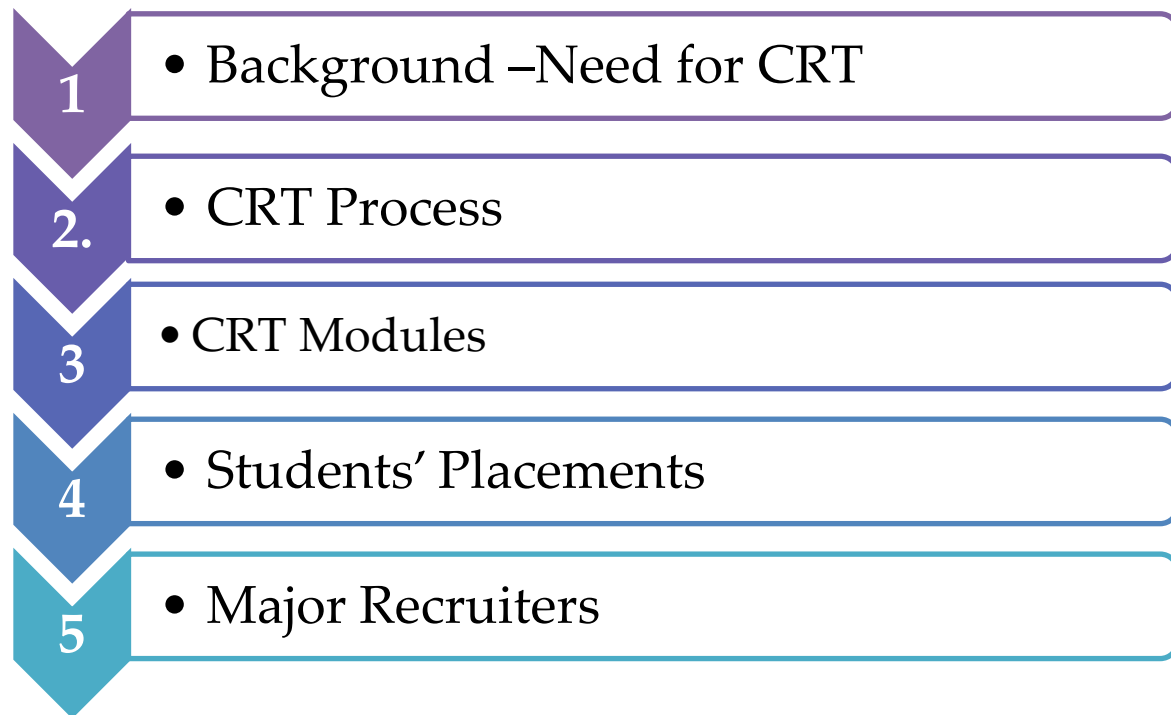 1
• Background –Need for CRT
2.
• CRT Process
3
• CRT Modules
4
• Students’ Placements
5
• Major Recruiters